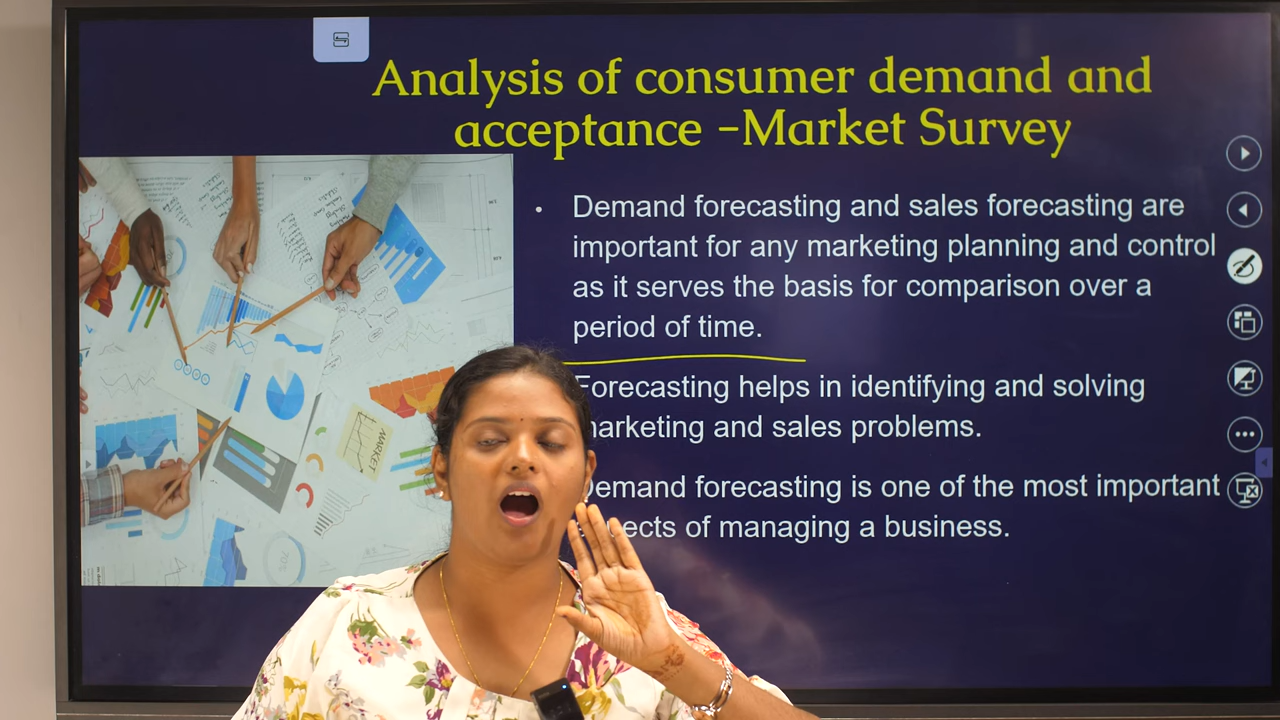 Analysis of consumer demand and
acceptance -Market Survey
• Demand forecasting and sales forecasting are
important for any marketing planning and control
as it serves the basis for comparison over a
period of time.
Forecasting helps in identifying and solving
marketing and sales problems.
Demand forecasting is one of the most important
of managing a business.
MARKET